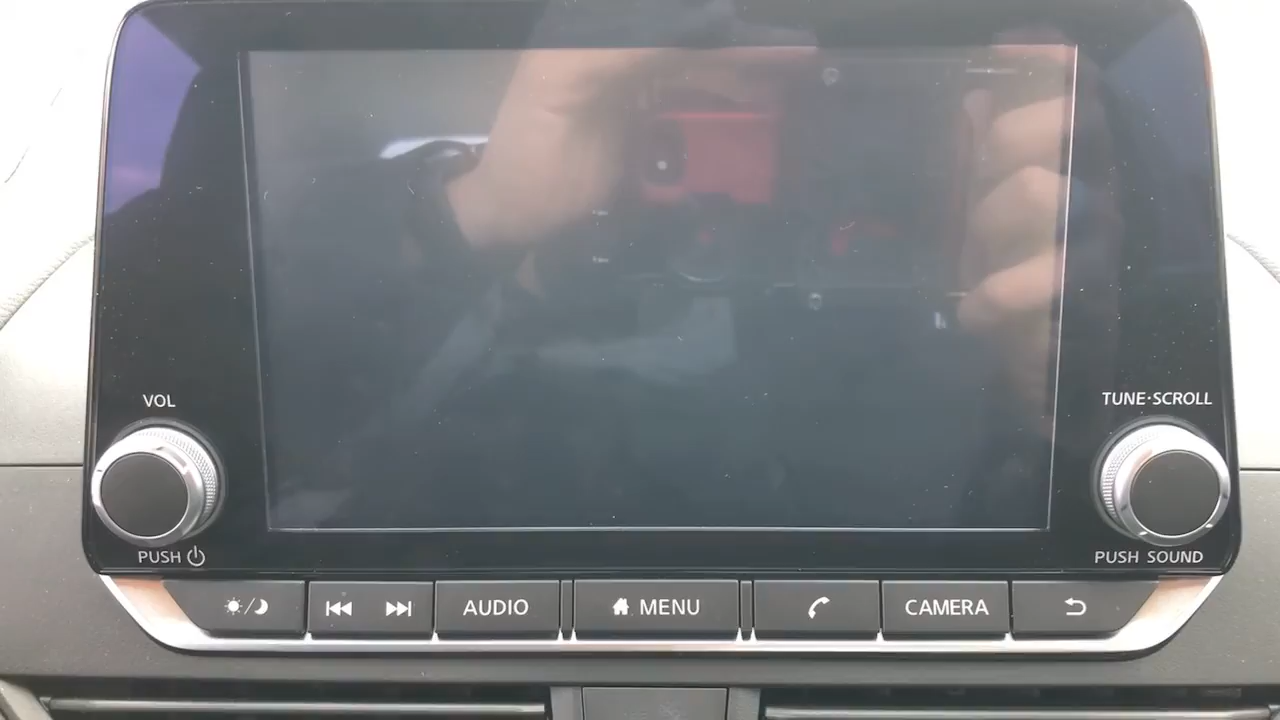 VOL
TUNE·SCROLL
PUSH
PUSH SOUND
AUDIO
MENU
CAMERA